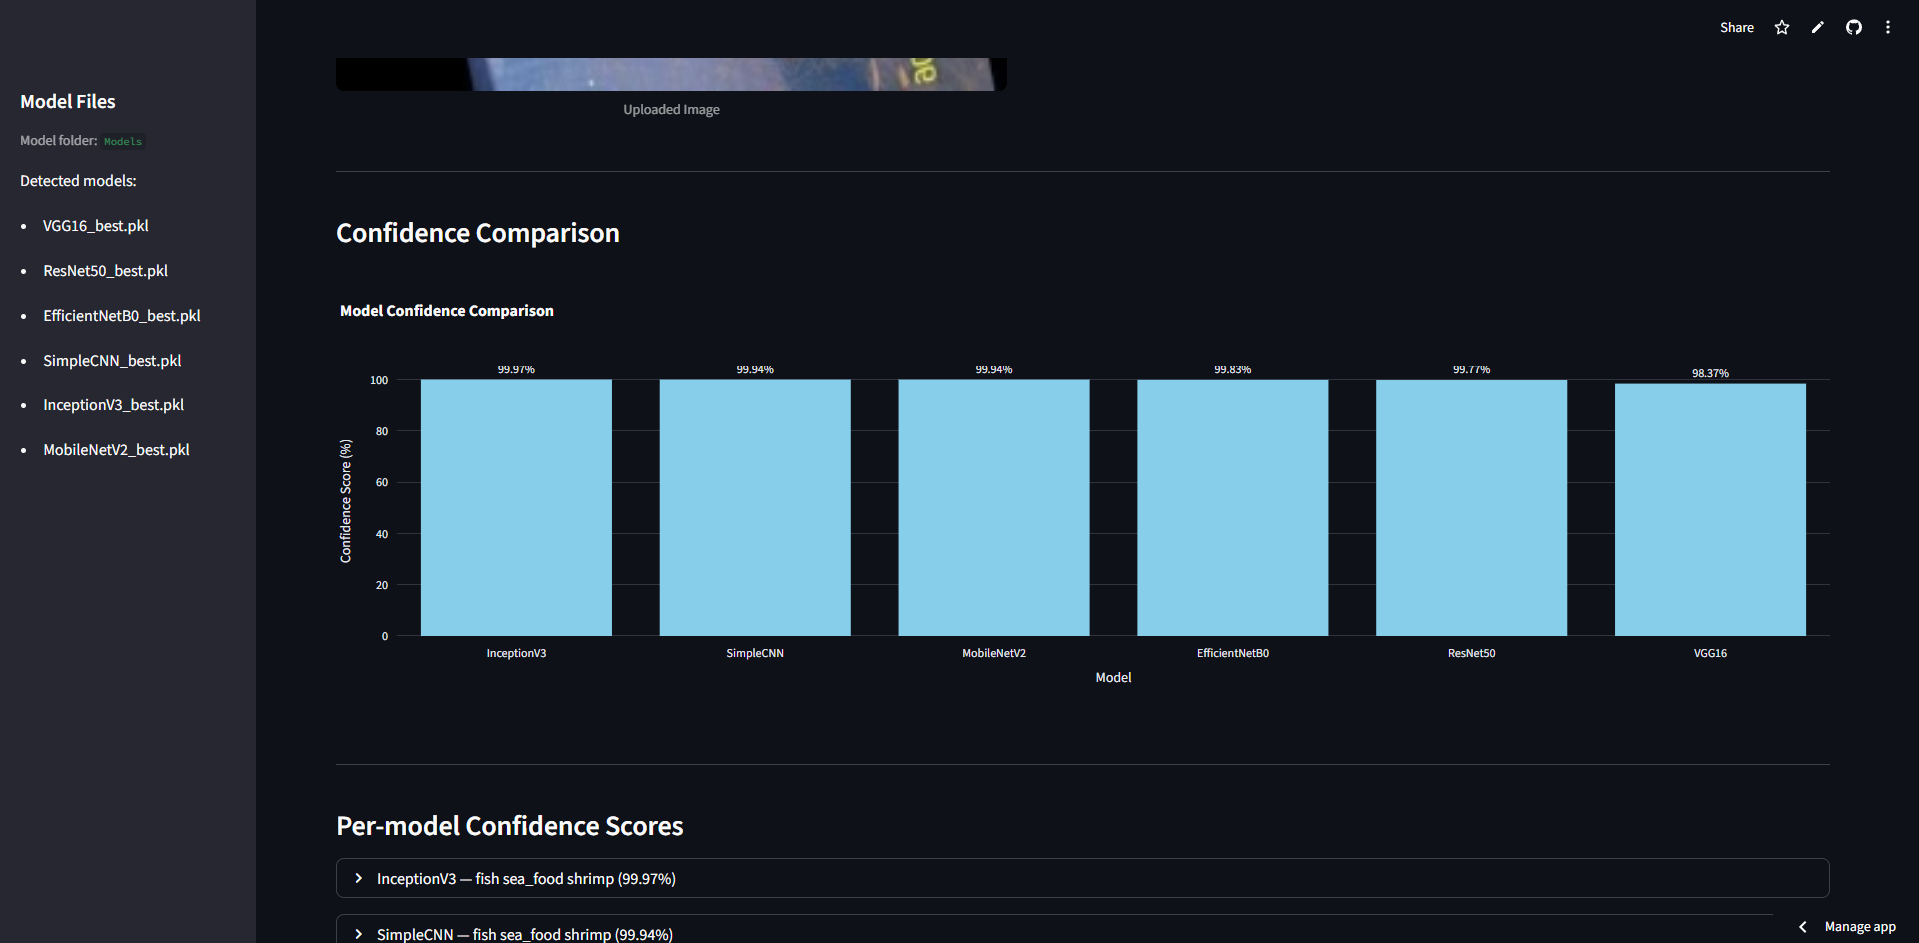 Share
Model Files
Model folder: Models
Detected models:
VGG16_best.pkl
ResNet50_best.pkl
EfficientNetB0_best.pkl
SimpleCNN_best.pkl
InceptionV3_best.pkl
MobileNetV2_best.pkl
Uploaded Image
Confidence Comparison
Model Confidence Comparison
99.97% 99.94% 99.94% 99.83% 99.77% 98.37%
100
80
60
40
20
0
Confidence Score (%)
InceptionV3 SimpleCNN MobileNetV2 EfficientNetB0 ResNet50 VGG16
Model
Per-model Confidence Scores
InceptionV3 — fish sea_food shrimp (99.97%)
SimpleCNN — fish sea_food shrimp (99.94%)
Manage app